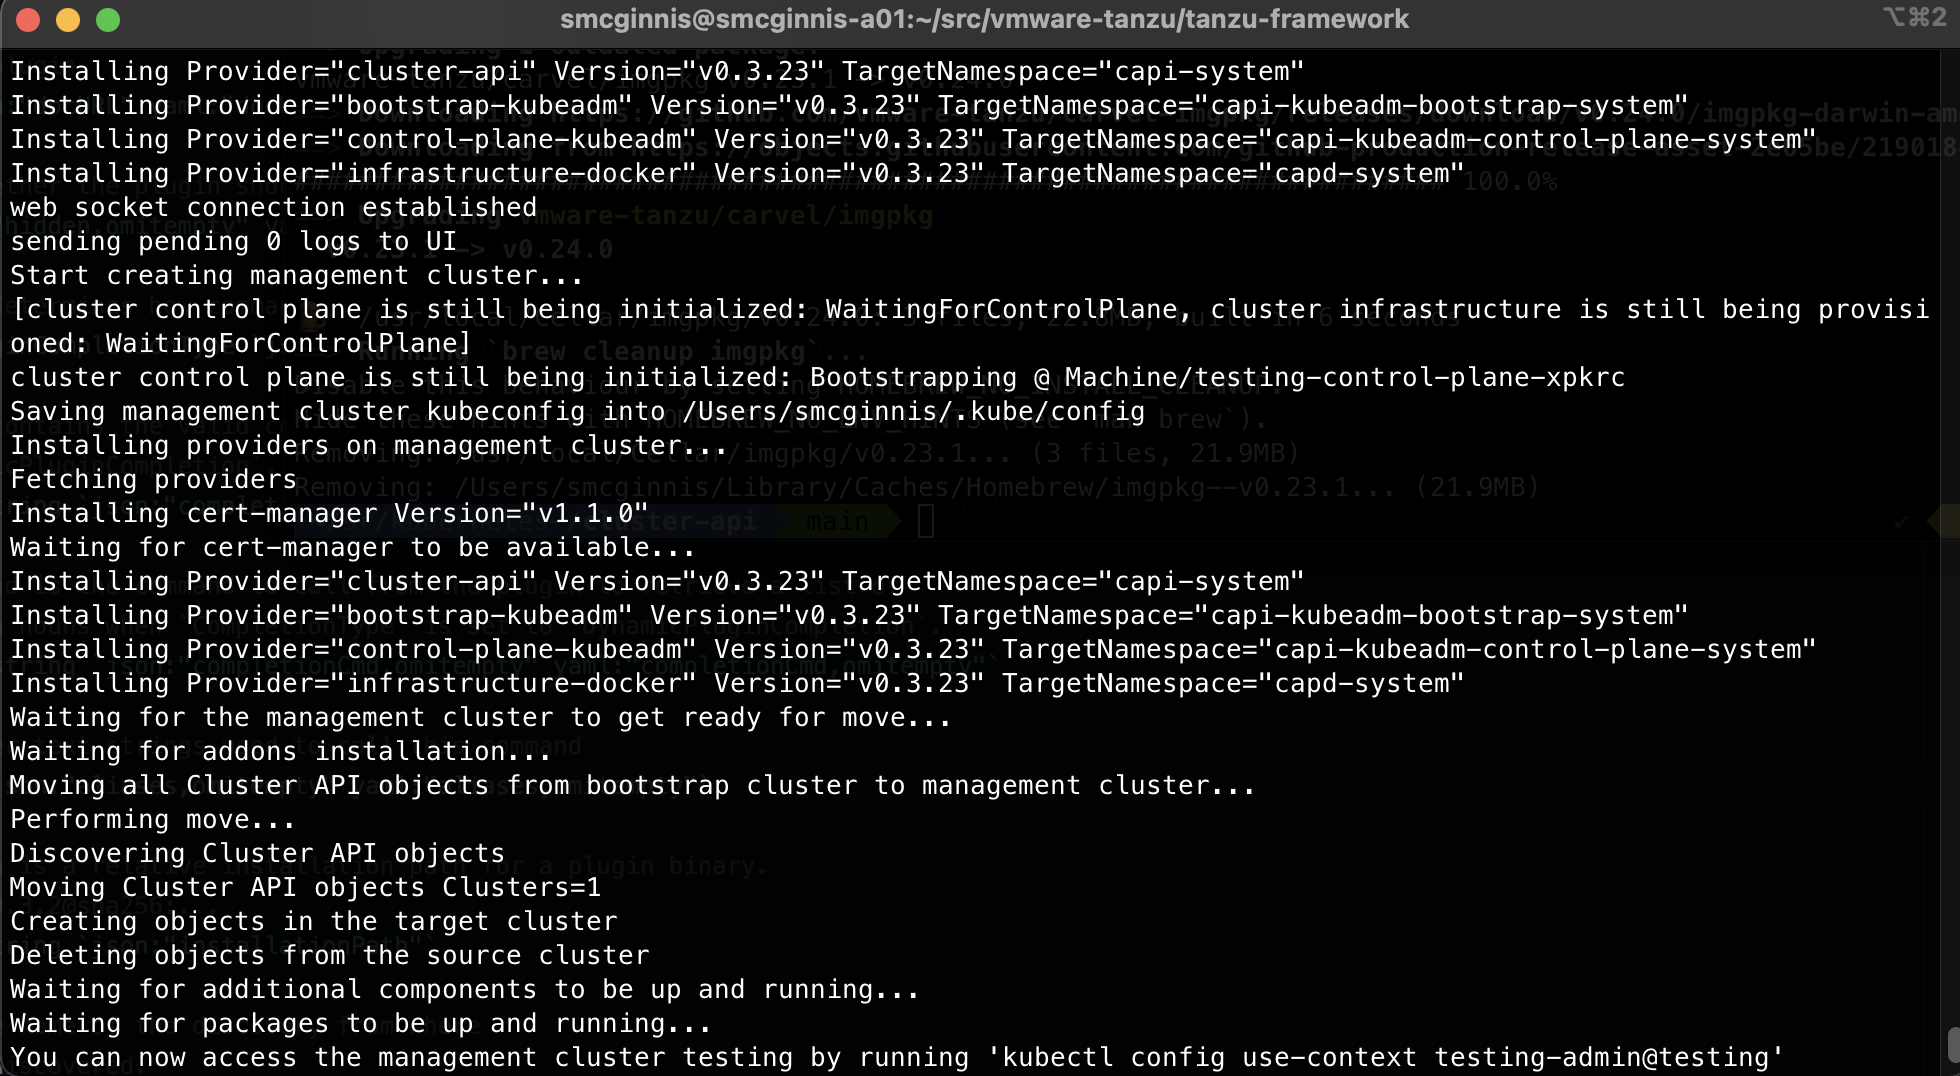 smcginnis@smcginnis-a01:~/src/vmware-tanzu/tanzu-framework
⌥⌘2
Installing Provider="cluster-api" Version="v0.3.23" TargetNamespace="capi-system"
Installing Provider="bootstrap-kubeadm" Version="v0.3.23" TargetNamespace="capi-kubeadm-bootstrap-system"
Installing Provider="control-plane-kubeadm" Version="v0.3.23" TargetNamespace="capi-kubeadm-control-plane-system"
Installing Provider="infrastructure-docker" Version="v0.3.23" TargetNamespace="capd-system"
web socket connection established
sending pending 0 logs to UI
Start creating management cluster...
[cluster control plane is still being initialized: WaitingForControlPlane, cluster infrastructure is still being provisi
oned: WaitingForControlPlane]
cluster control plane is still being initialized: Bootstrapping @ Machine/testing-control-plane-xpkrc
Saving management cluster kubeconfig into /Users/smcginnis/.kube/config
Installing providers on management cluster...
Fetching providers
Installing cert-manager Version="v1.1.0"
Waiting for cert-manager to be available...
Installing Provider="cluster-api" Version="v0.3.23" TargetNamespace="capi-system"
Installing Provider="bootstrap-kubeadm" Version="v0.3.23" TargetNamespace="capi-kubeadm-bootstrap-system"
Installing Provider="control-plane-kubeadm" Version="v0.3.23" TargetNamespace="capi-kubeadm-control-plane-system"
Installing Provider="infrastructure-docker" Version="v0.3.23" TargetNamespace="capd-system"
Waiting for the management cluster to get ready for move...
Waiting for addons installation...
Moving all Cluster API objects from bootstrap cluster to management cluster...
Performing move...
Discovering Cluster API objects
Moving Cluster API objects Clusters=1
Creating objects in the target cluster
Deleting objects from the source cluster
Waiting for additional components to be up and running...
Waiting for packages to be up and running...
You can now access the management cluster testing by running 'kubectl config use-context testing-admin@testing'